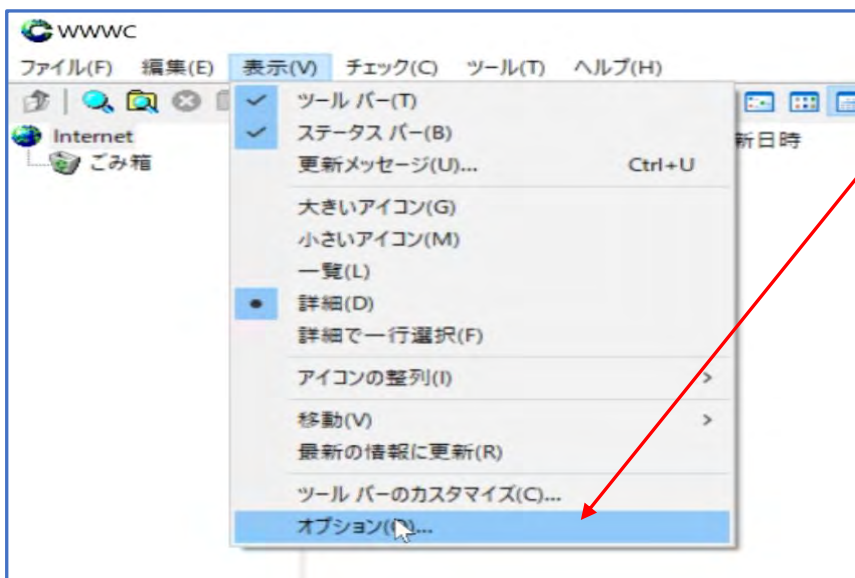 WWWC
ファイル(F) 編集(E) 表示(V) チェック(C) ツール(T) ヘルプ(H)
Internet
ごみ箱
ツール バー(T)
ステータス バー(B)
更新メッセージ(U)... Ctrl+U
大きいアイコン(G)
小さいアイコン(M)
一覧(L)
詳細(D)
詳細で一行選択(F)
アイコンの整列(I)
移動(V)
最新の情報に更新(R)
ツール バーのカスタマイズ(C)...
オプション(O)...
新日時